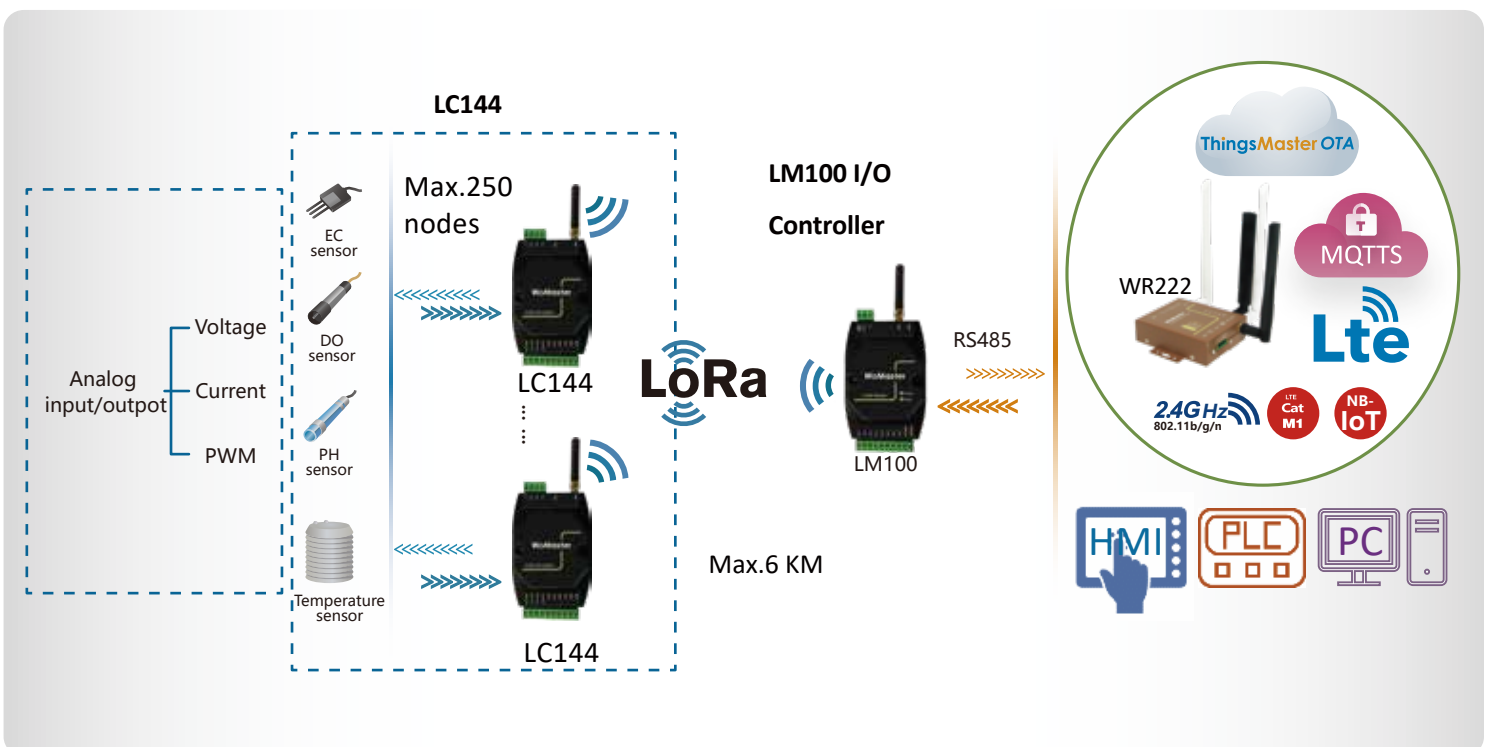 LC144
Max.250
nodes
EC
sensor
DO
sensor
PH
sensor
Temperature
sensor
Analog
input/outpot
Voltage
Current
PWM
LC144
LC144
LoRa
Max.6 KM
LM100 I/O
Controller
WoMaster
LM100
RS485
ThingsMaster OTA
WR222
MQTTS
Lte
2.4G Hz
802.11b/g/n
LTE
Cat
M1
NB-
IoT
HMI
PLC
PC